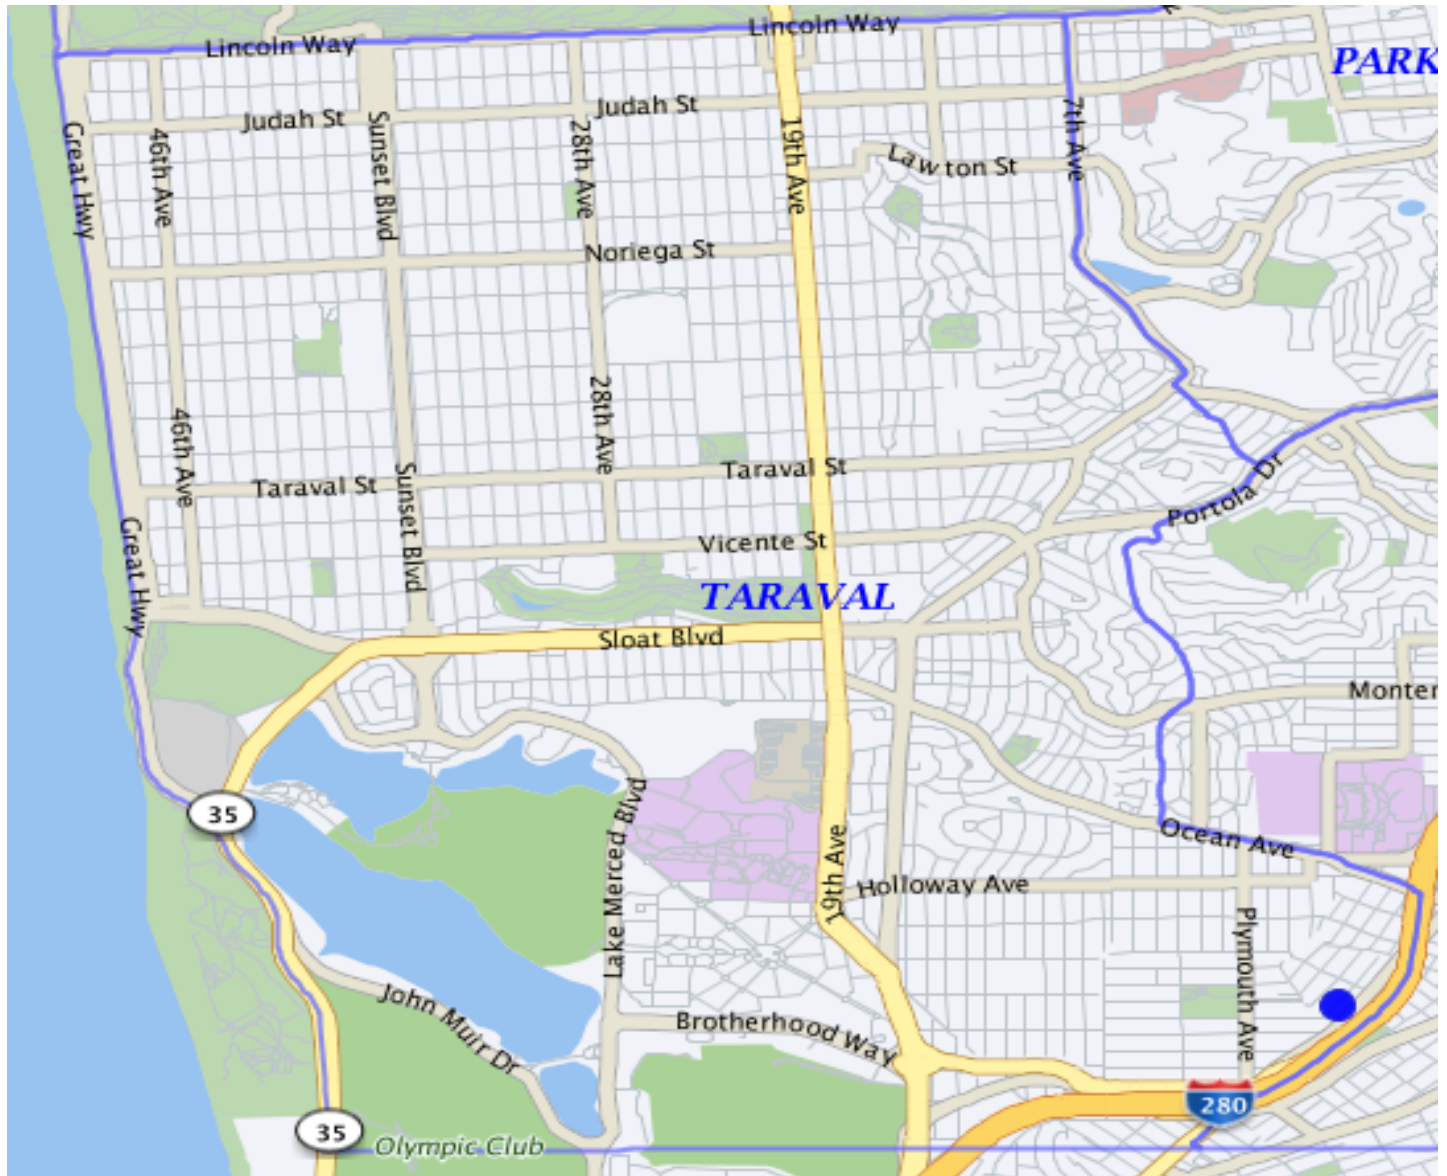 Lincoln Way
Lincoln Way
PARK
Judah St
Judah St
Great Hwy
46th Ave
Sunset Blvd
28th Ave
19th Ave
7th Ave
Lawton St
Noriega St
28th Ave
46th Ave
Taraval St
Taraval St
Sunset Blvd
Great Hwy
Portola Dr
Vicente St
TARAVAL
Sloat Blvd
Monter
35
Lake Merced Blvd
19th Ave
Ocean Ave
Holloway Ave
Plymouth Ave
John Muir Dr
Brotherhood Way
280
35
Olympic Club